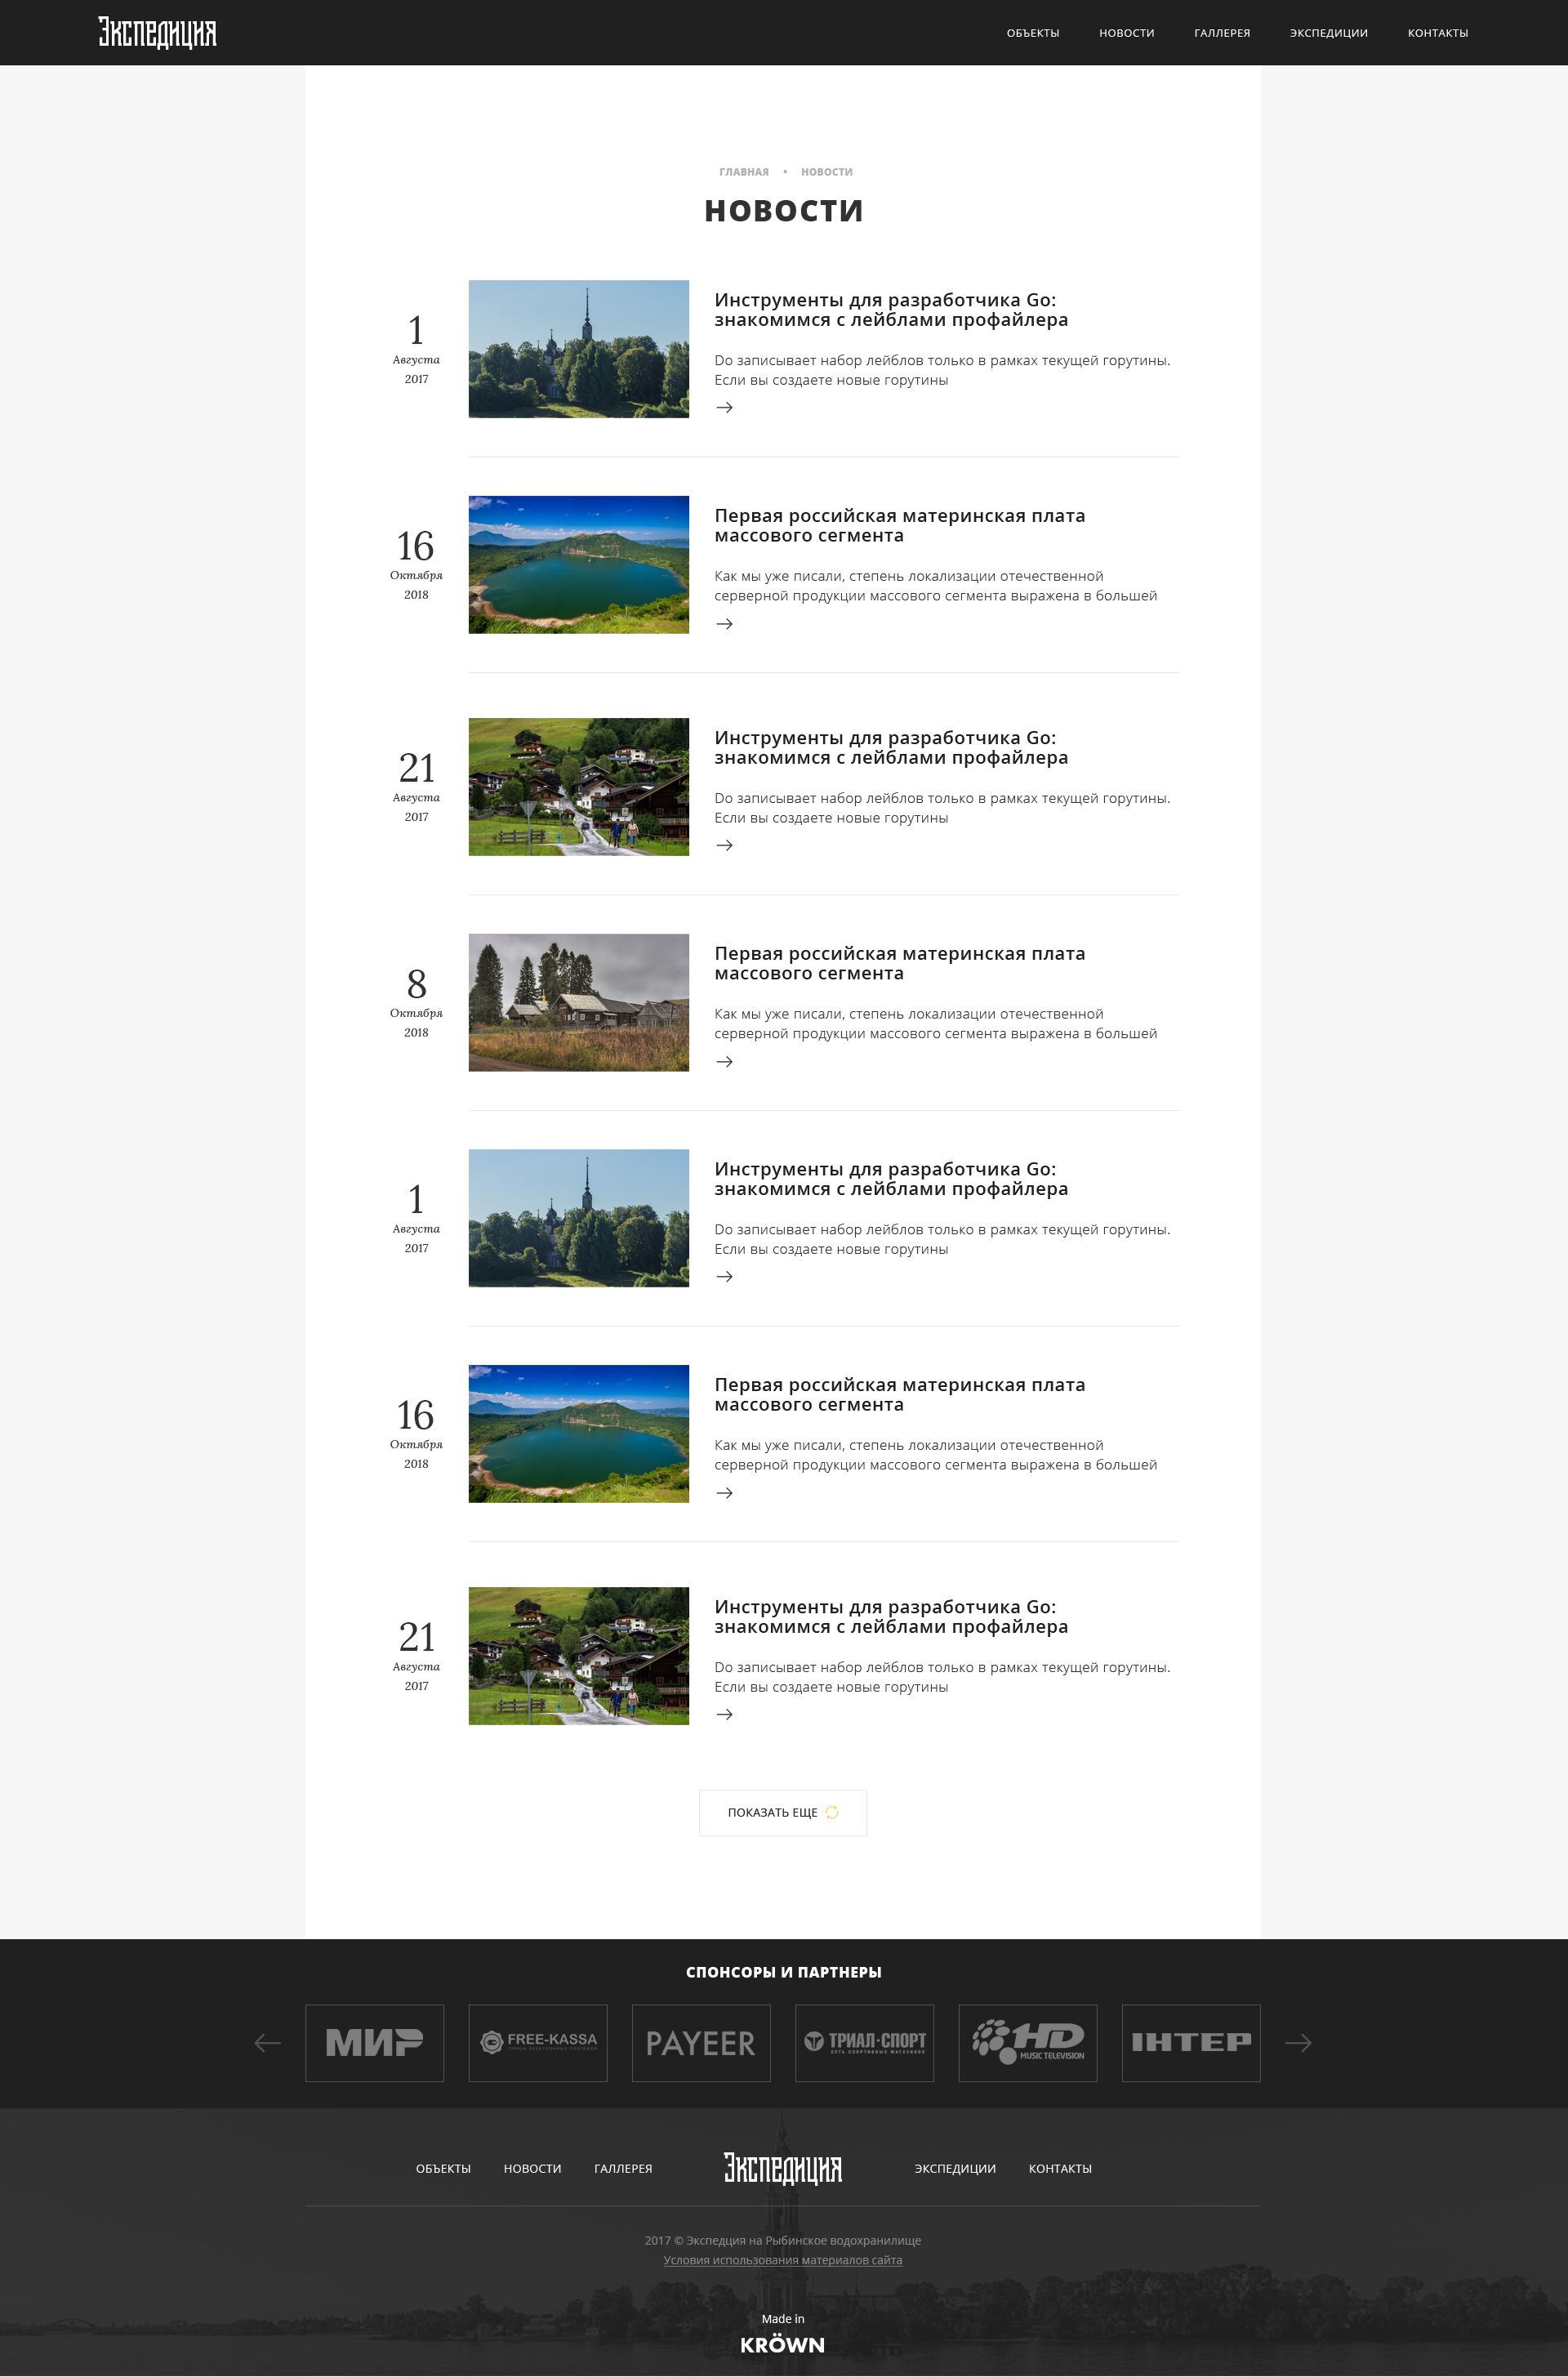 Экспедиция
ОБЪЕКТЫ НОВОСТИ ГАЛЛЕРЕЯ ЭКСПЕДИЦИИ КОНТАКТЫ
ГЛАВНАЯ • НОВОСТИ
НОВОСТИ
1
Августа
2017
Инструменты для разработчика Go:
знакомимся с лейблами профайлера
Do записывает набор лейблов только в рамках текущей горутины.
Если вы создаете новые горутины
16
Октября
2018
Первая российская материнская плата
массового сегмента
Как мы уже писали, степень локализации отечественной
серверной продукции массового сегмента выражена в большей
21
Августа
2017
Инструменты для разработчика Go:
знакомимся с лейблами профайлера
Do записывает набор лейблов только в рамках текущей горутины.
Если вы создаете новые горутины
8
Октября
2018
Первая российская материнская плата
массового сегмента
Как мы уже писали, степень локализации отечественной
серверной продукции массового сегмента выражена в большей
1
Августа
2017
Инструменты для разработчика Go:
знакомимся с лейблами профайлера
Do записывает набор лейблов только в рамках текущей горутины.
Если вы создаете новые горутины
16
Октября
2018
Первая российская материнская плата
массового сегмента
Как мы уже писали, степень локализации отечественной
серверной продукции массового сегмента выражена в большей
21
Августа
2017
Инструменты для разработчика Go:
знакомимся с лейблами профайлера
Do записывает набор лейблов только в рамках текущей горутины.
Если вы создаете новые горутины
ПОКАЗАТЬ ЕЩЕ
СПОНСОРЫ И ПАРТНЕРЫ
МИР
FREE-KASSA
ПРИЕМ ЭЛЕКТРОННЫХ ПЛАТЕЖЕЙ
PAYEER
ТРИАЛ·СПОРТ
СЕТЬ СПОРТИВНЫХ МАГАЗИНОВ
HD
MUSIC TELEVISION
ІНТЕР
ОБЪЕКТЫ НОВОСТИ ГАЛЛЕРЕЯ Экспедиция ЭКСПЕДИЦИИ КОНТАКТЫ
2017 © Экспедция на Рыбинское водохранилище
Условия использования материалов сайта
Made in
KRÖWN